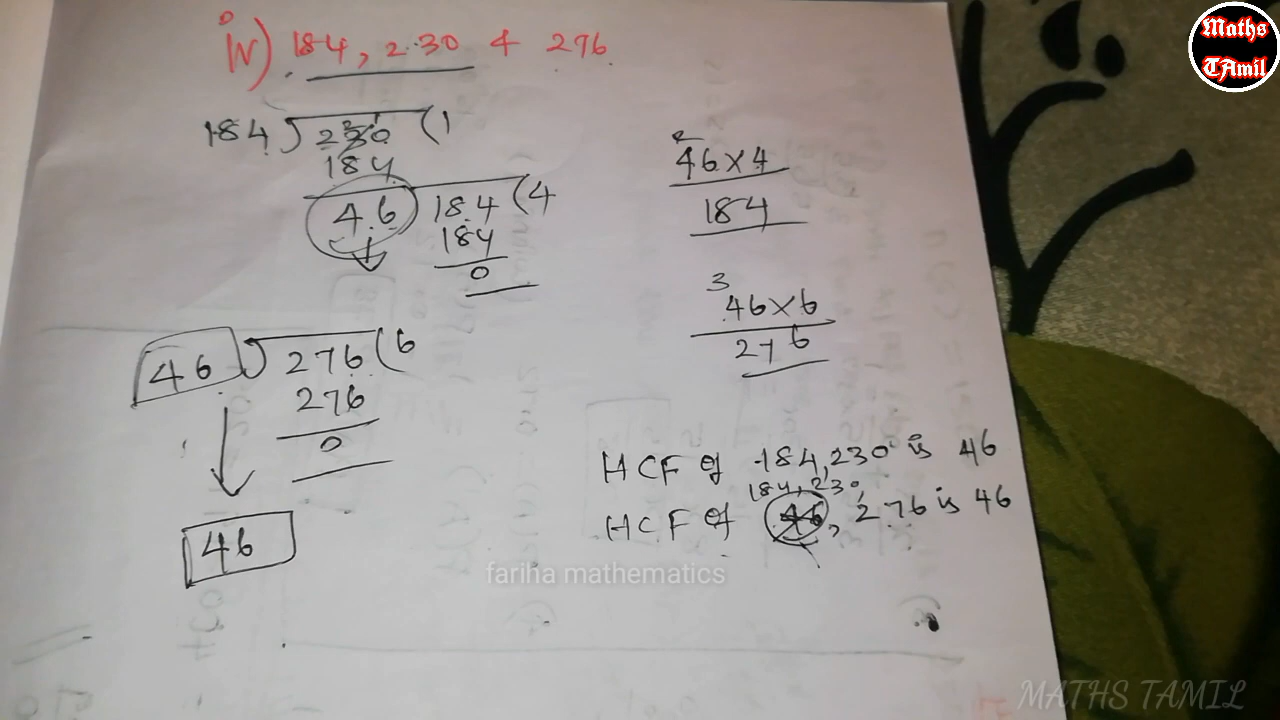 iv) 184, 230 & 276
184) 230 (1
184
46) 184 (4
184
0
46 × 4
184
46 × 6
276
46) 276 (6
276
0
46
HCF of 184, 230 is 46
184, 230,
HCF of 46, 276 is 46
fariha mathematics
Maths
TAmil
MATHS TAMIL